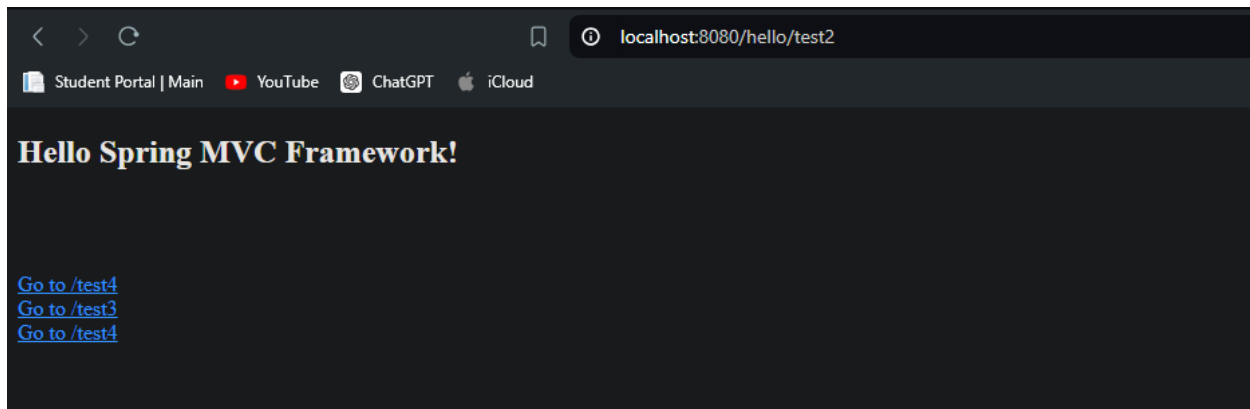 localhost:8080/hello/test2
Student Portal | Main YouTube ChatGPT iCloud
Hello Spring MVC Framework!
Go to /test4
Go to /test3
Go to /test4